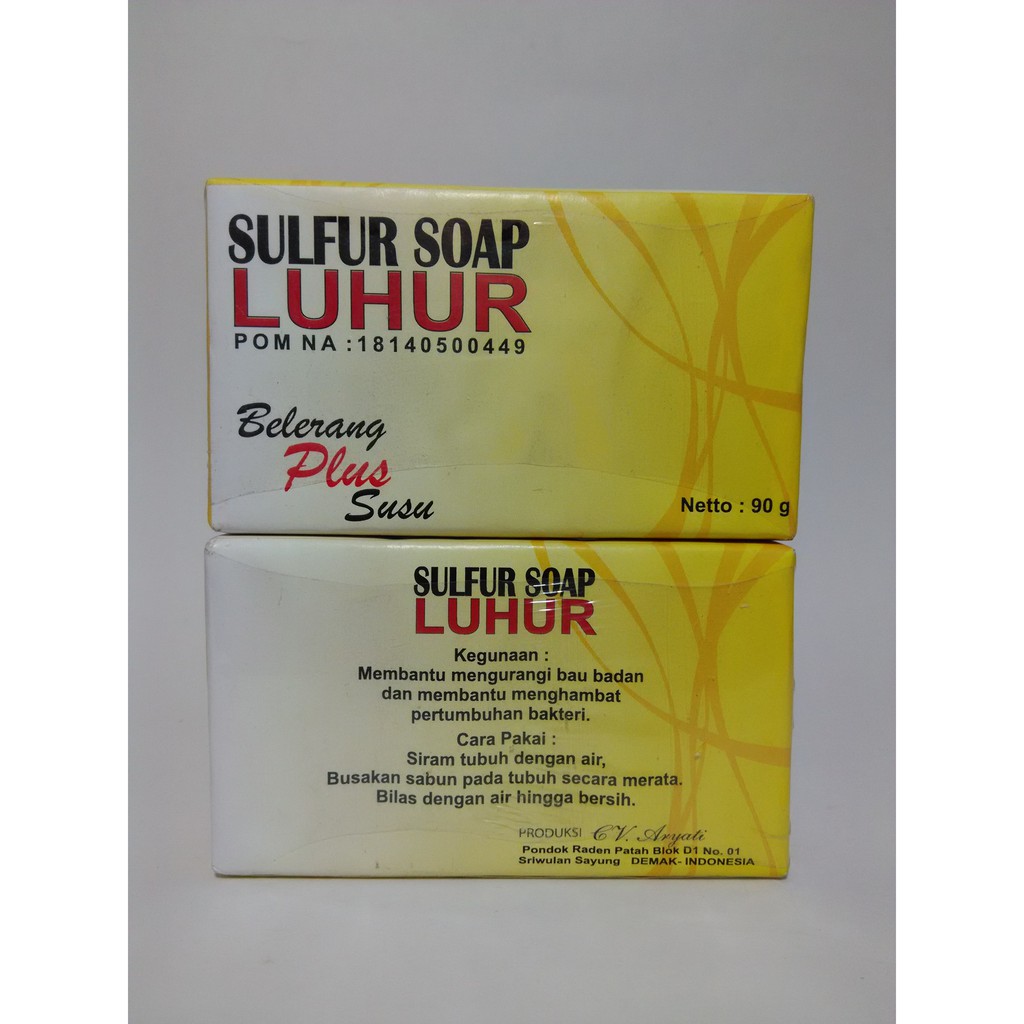 SULFUR SOAP
LUHUR
POM NA :18140500449
Belerang
Plus
Susu
Netto : 90 g
SULFUR SOAP
LUHUR
Kegunaan :
Membantu mengurangi bau badan
dan membantu menghambat
pertumbuhan bakteri.
Cara Pakai :
Siram tubuh dengan air,
Busakan sabun pada tubuh secara merata.
Bilas dengan air hingga bersih.
PRODUKSI CV. Aryati
Pondok Raden Patah Blok D1 No. 01
Sriwulan Sayung DEMAK- INDONESIA